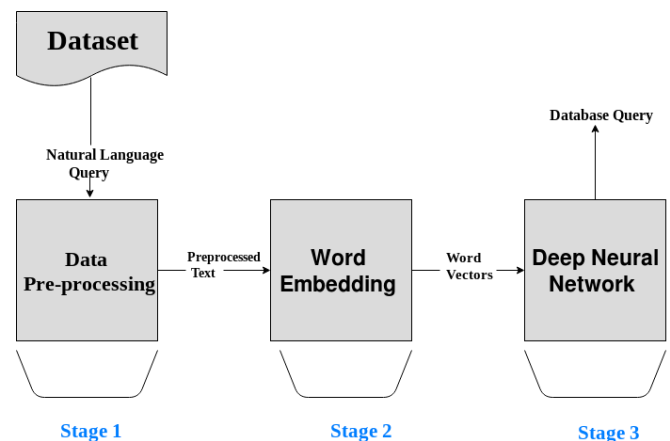 Dataset
Natural Language
Query
Database Query
Data
Pre-processing
Preprocessed
Text
Word
Embedding
Word
Vectors
Deep Neural
Network
Stage 1
Stage 2
Stage 3